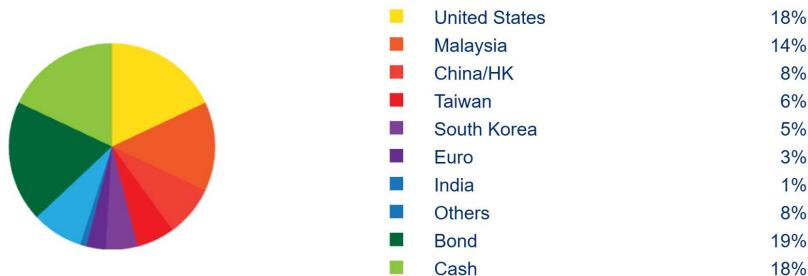 United States 18%
Malaysia 14%
China/HK 8%
Taiwan 6%
South Korea 5%
Euro 3%
India 1%
Others 8%
Bond 19%
Cash 18%